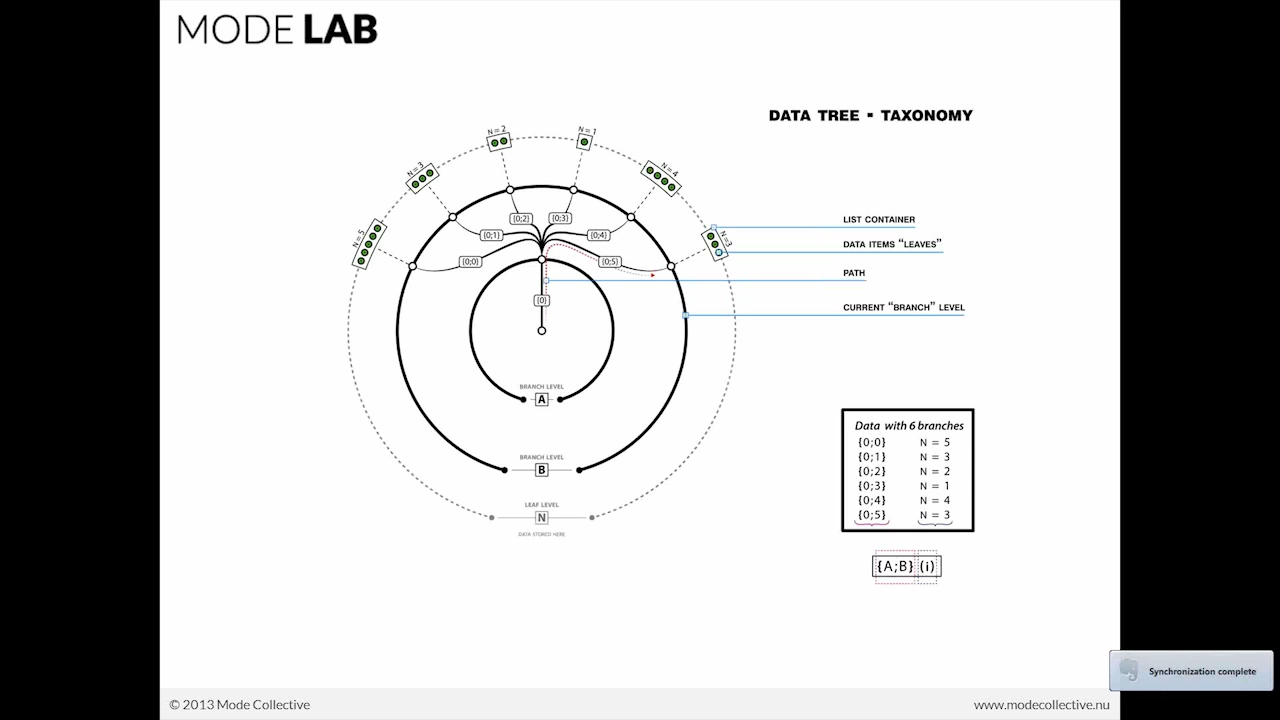 MODE LAB
DATA TREE - TAXONOMY
N = 2
N = 1
N = 3
N = 4
N = 5
N = 3
LIST CONTAINER
DATA ITEMS “LEAVES”
PATH
CURRENT “BRANCH” LEVEL
{0;2}
{0;3}
{0;1}
{0;4}
{0;0}
{0;5}
{0}
BRANCH LEVEL
A
BRANCH LEVEL
B
LEAF LEVEL
N
DATA STORED HERE
Data with 6 branches
{0;0} N = 5
{0;1} N = 3
{0;2} N = 2
{0;3} N = 1
{0;4} N = 4
{0;5} N = 3
{A;B} (i)
Synchronization complete
© 2013 Mode Collective
www.modecollective.nu